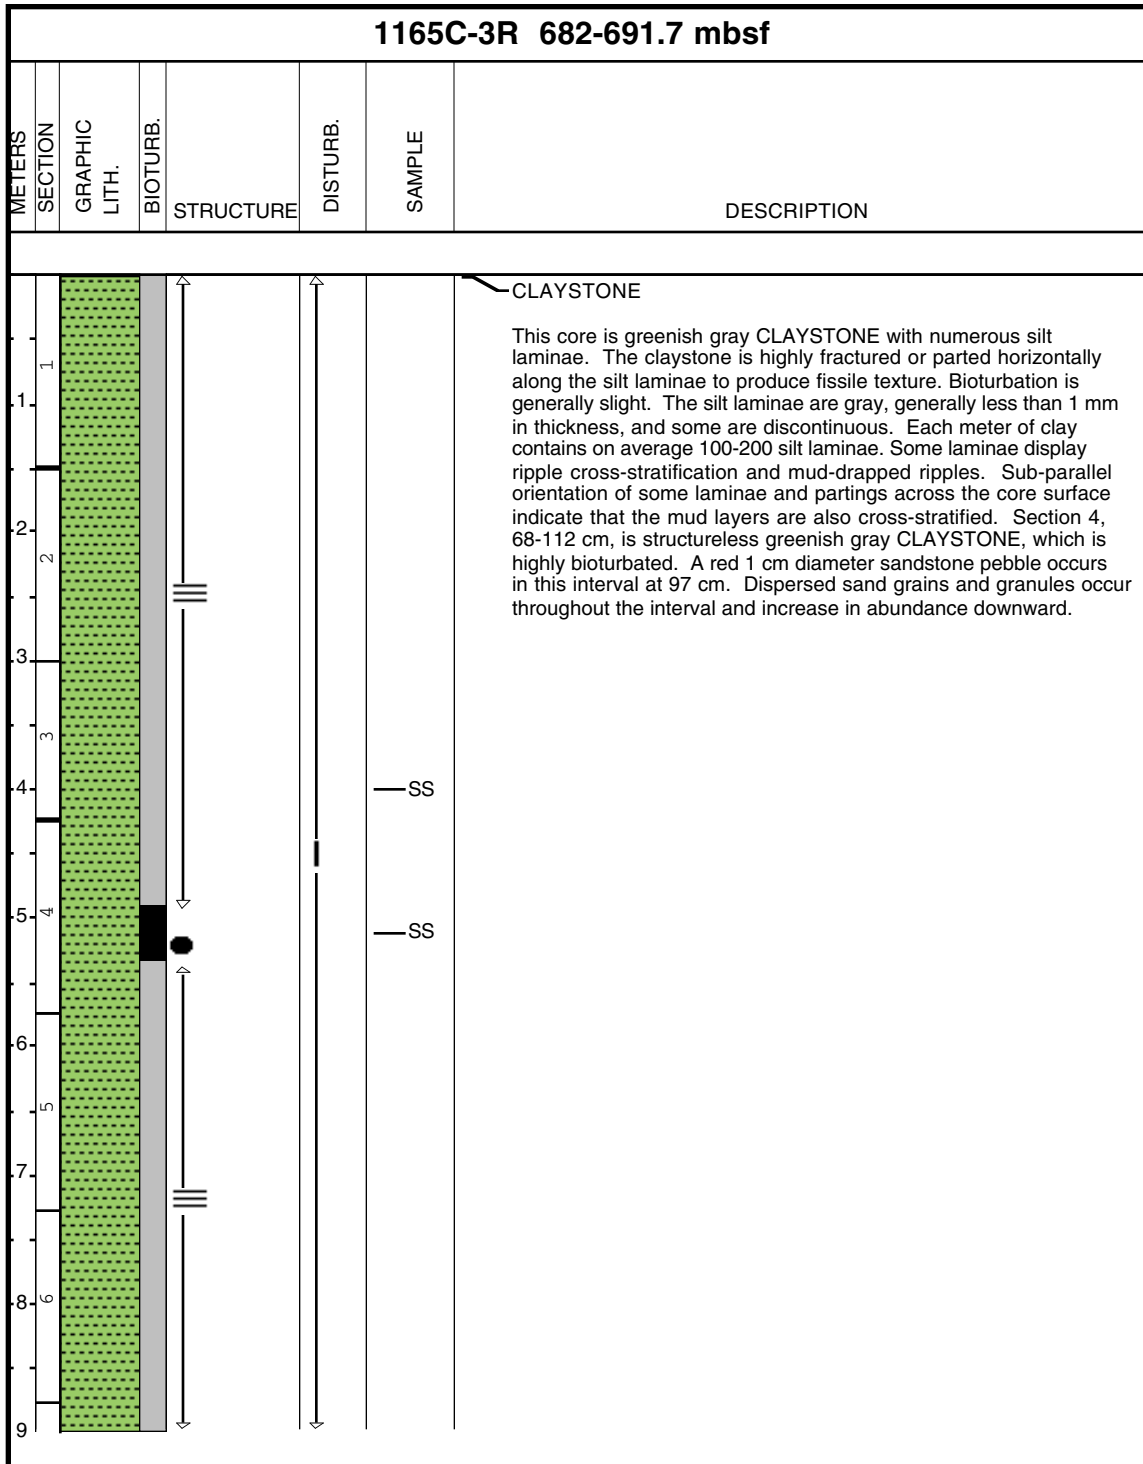 1165C-3R 682-691.7 mbsf
METERS
SECTION
GRAPHIC
LITH.
BIOTURB.
STRUCTURE
DISTURB.
SAMPLE
DESCRIPTION
CLAYSTONE
This core is greenish gray CLAYSTONE with numerous silt
laminae. The claystone is highly fractured or parted horizontally
along the silt laminae to produce fissile texture. Bioturbation is
generally slight. The silt laminae are gray, generally less than 1 mm
in thickness, and some are discontinuous. Each meter of clay
contains on average 100-200 silt laminae. Some laminae display
ripple cross-stratification and mud-drapped ripples. Sub-parallel
orientation of some laminae and partings across the core surface
indicate that the mud layers are also cross-stratified. Section 4,
68-112 cm, is structureless greenish gray CLAYSTONE, which is
highly bioturbated. A red 1 cm diameter sandstone pebble occurs
in this interval at 97 cm. Dispersed sand grains and granules occur
throughout the interval and increase in abundance downward.
1
1
2
2
3
3
4
SS
5
4
SS
6
5
7
8
6
9